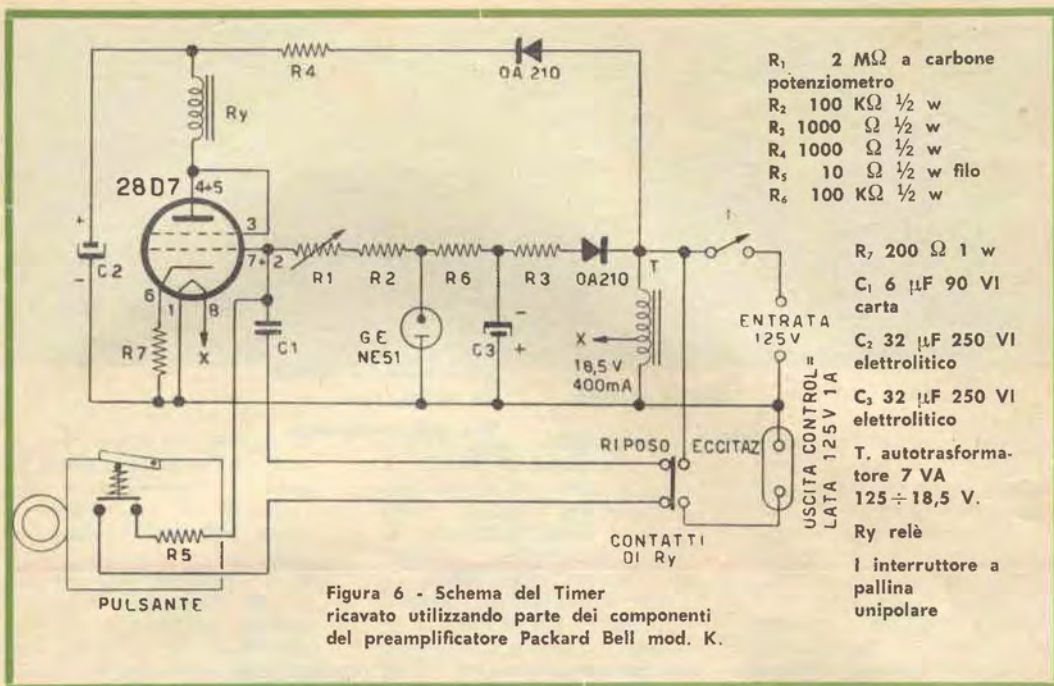 R4
OA 210
Ry
28D7
4+5
3
7+2
C2
+
-
6
1
8
X
R7
C1
R1
R2
R6
R3
OA210
GE
NE51
C3
-
+
T
X
18,5 V
400mA
I
ENTRATA
125V
USCITA CONTROL=
LATA 125V 1A
RIPOSO
ECCITAZ
CONTATTI
DI Ry
R5
PULSANTE
R₁ 2 MΩ a carbone
potenziometro
R₂ 100 KΩ ½ w
R₃ 1000 Ω ½ w
R₄ 1000 Ω ½ w
R₅ 10 Ω ½ w filo
R₆ 100 KΩ ½ w
R₇ 200 Ω 1 w
C₁ 6 µF 90 Vl
carta
C₂ 32 µF 250 Vl
elettrolitico
C₃ 32 µF 250 Vl
elettrolitico
T. autotrasforma-
tore 7 VA
125÷18,5 V.
Ry relè
I interruttore a
pallina
unipolare
Figura 6 - Schema del Timer
ricavato utilizzando parte dei componenti
del preamplificatore Packard Bell mod. K.